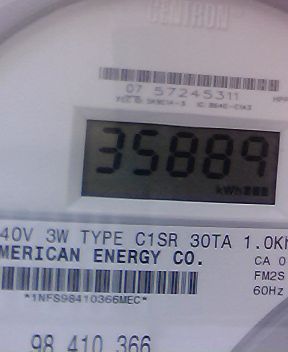 CENTRON
07 57245311
35889
kWh
40V 3W TYPE C1SR 30TA 1.0Kh
MERICAN ENERGY CO.
CA 0
FM2S
60Hz
*1NFS98410366MEC*
98 410 366